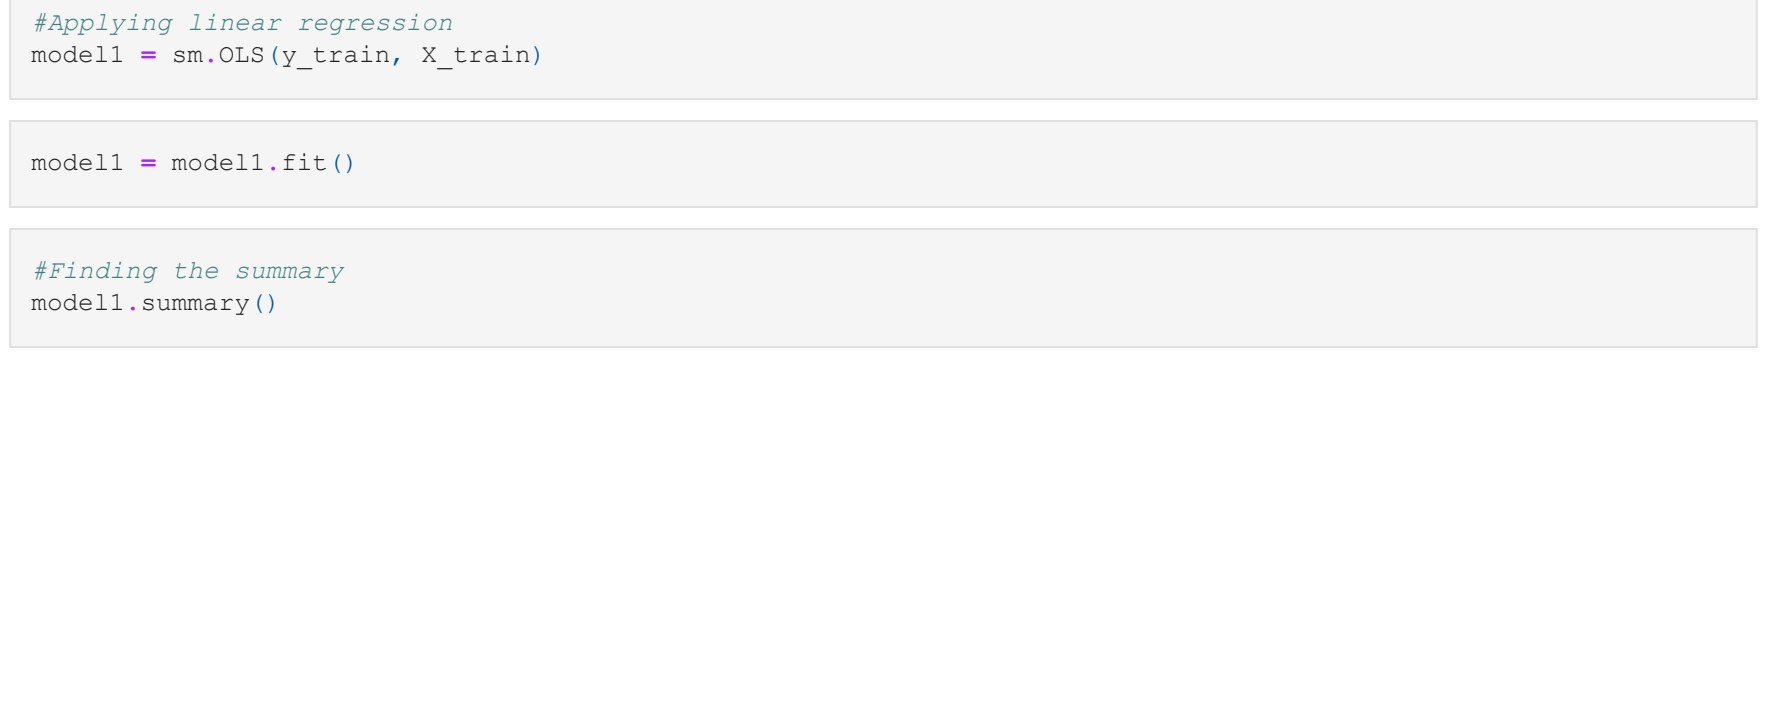 #Applying linear regression
model1 = sm.OLS(y_train, X_train)
model1 = model1.fit()
#Finding the summary
model1.summary()